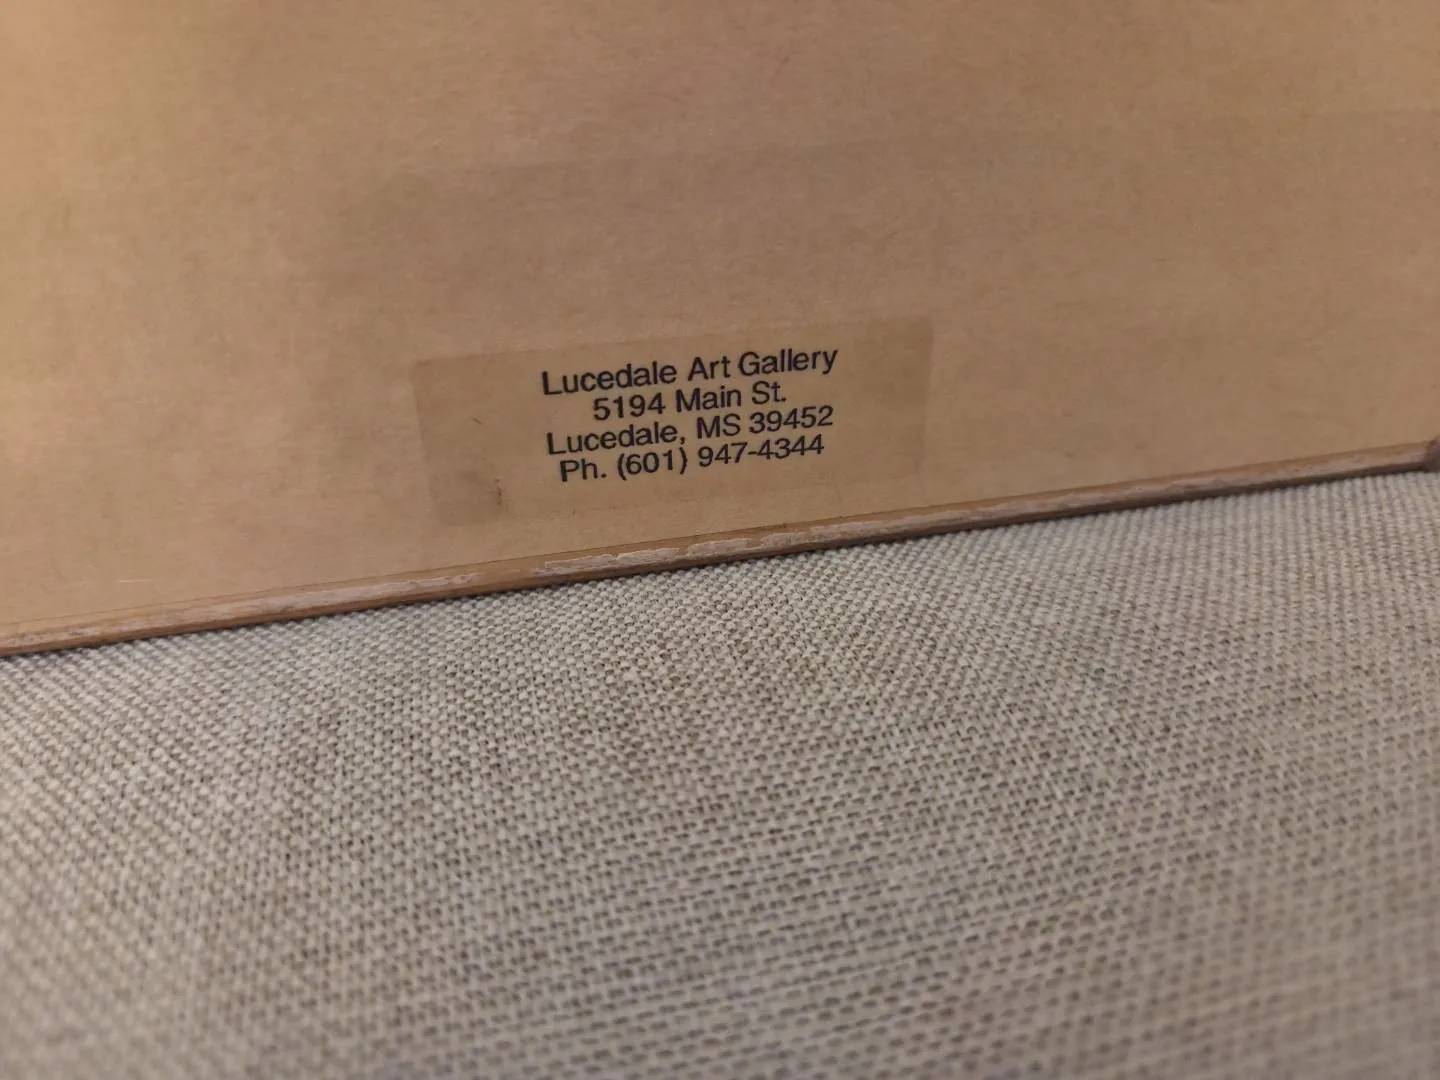 Lucedale Art Gallery
5194 Main St.
Lucedale, MS 39452
Ph. (601) 947-4344